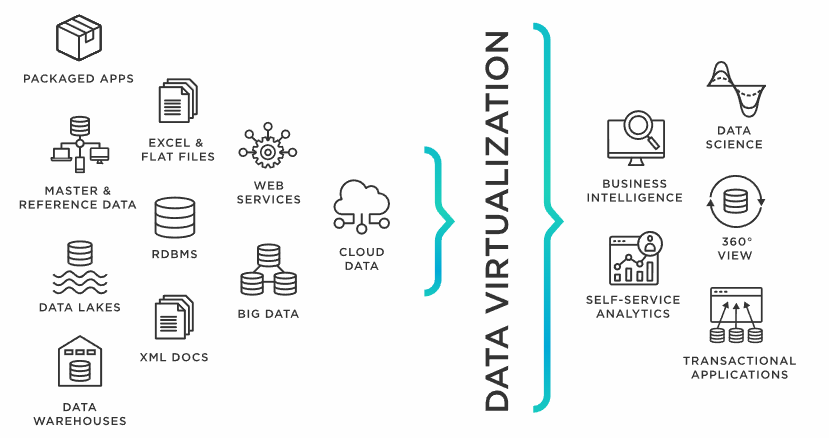 PACKAGED APPS
EXCEL &
FLAT FILES
MASTER &
REFERENCE DATA
WEB
SERVICES
RDBMS
CLOUD
DATA
DATA LAKES
BIG DATA
XML DOCS
DATA
WAREHOUSES
DATA VIRTUALIZATION
DATA
SCIENCE
BUSINESS
INTELLIGENCE
360°
VIEW
SELF-SERVICE
ANALYTICS
TRANSACTIONAL
APPLICATIONS